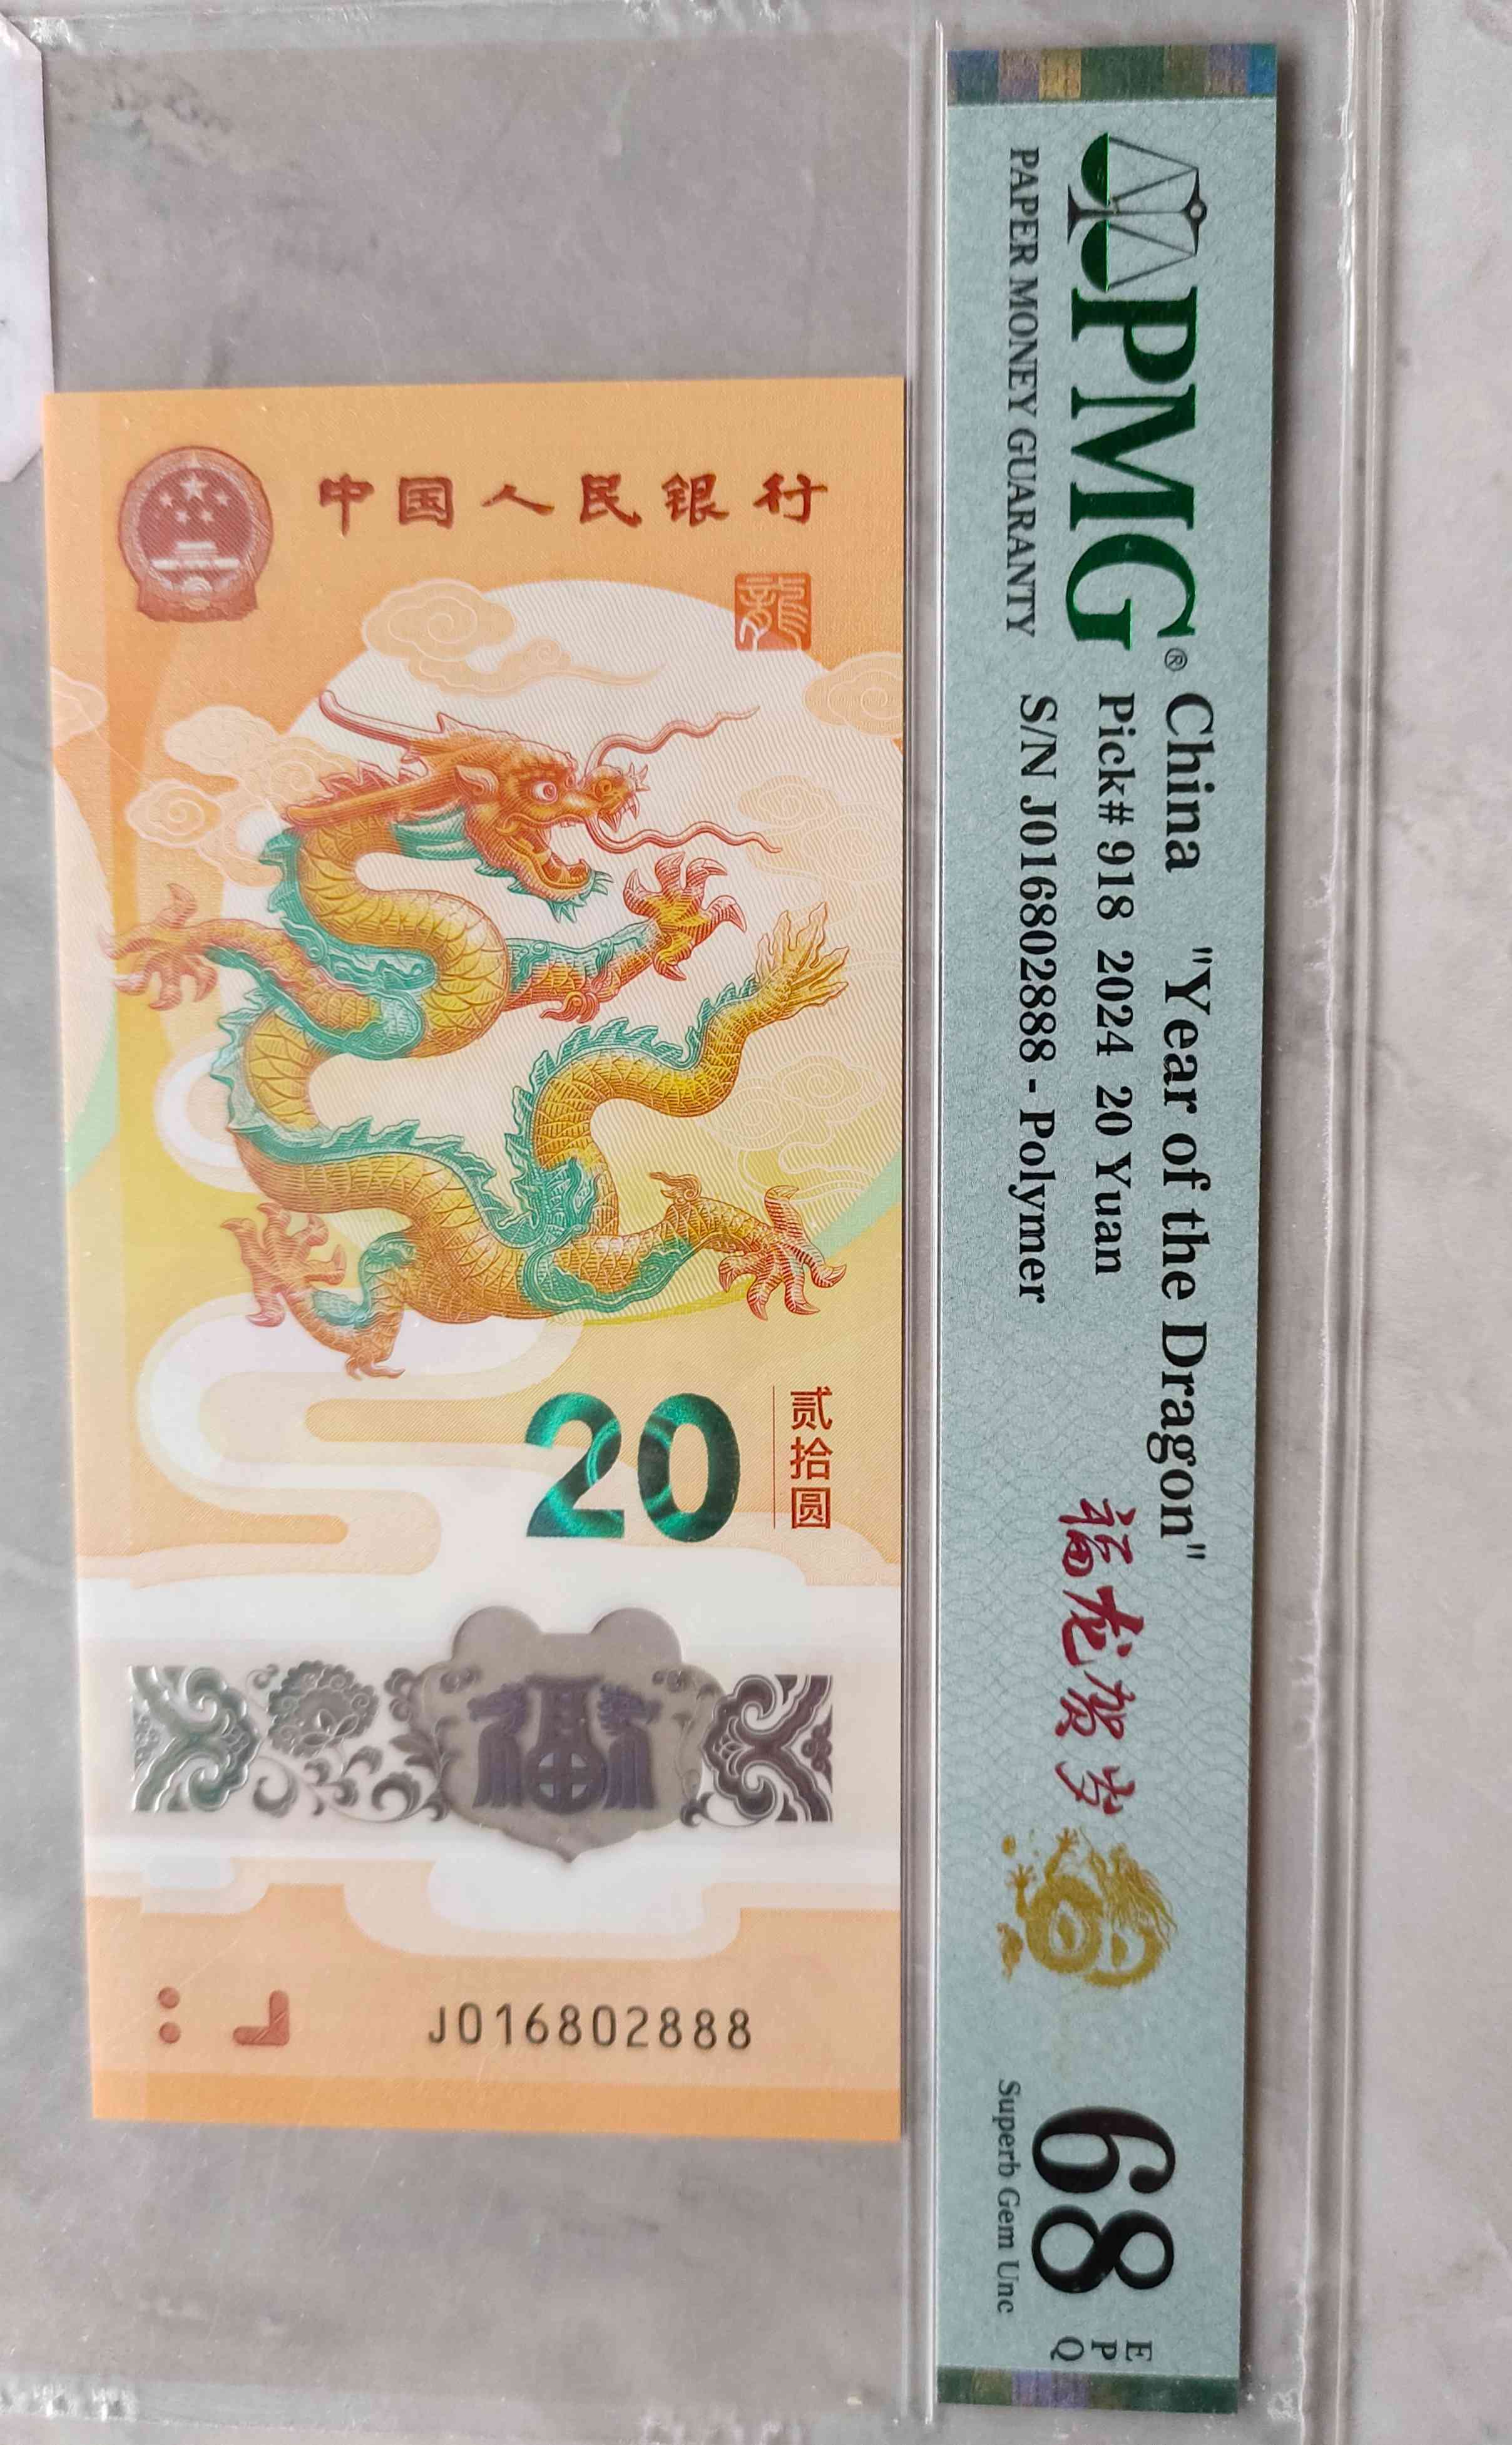 PMG®
PAPER MONEY GUARANTY
China "Year of the Dragon"
Pick# 918 2024 20 Yuan
S/N J016802888 - Polymer
福龙贺岁
68
EPQ
Superb Gem Unc
中国人民银行
龍
20
贰拾圆
福
J016802888